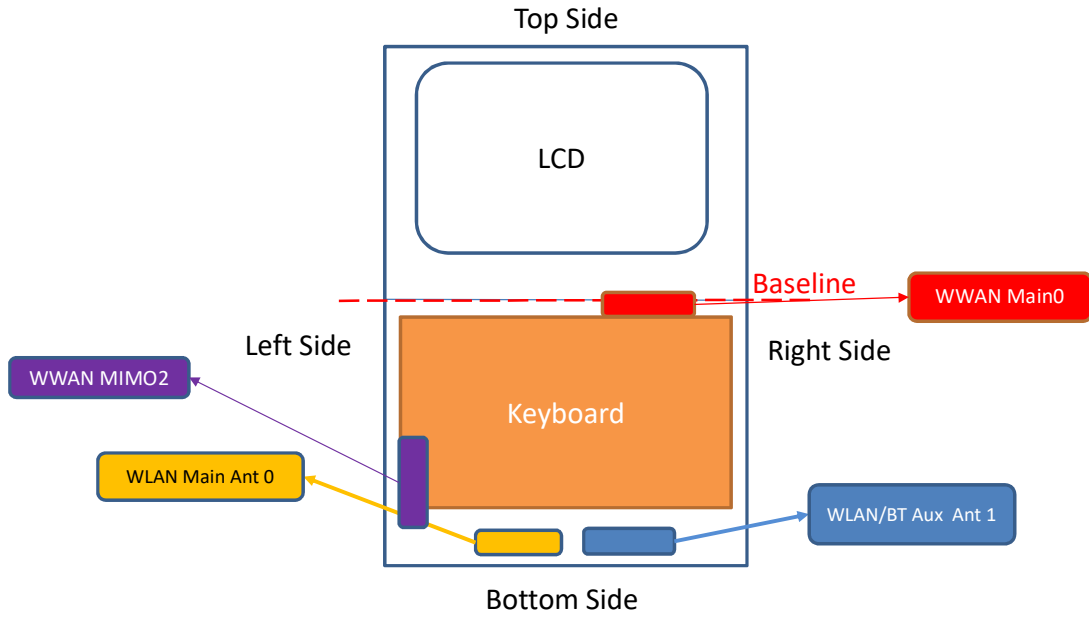 Top Side
LCD
Baseline
WWAN Main0
Left Side
Right Side
WWAN MIMO2
Keyboard
WLAN Main Ant 0
WLAN/BT Aux  Ant 1
Bottom Side